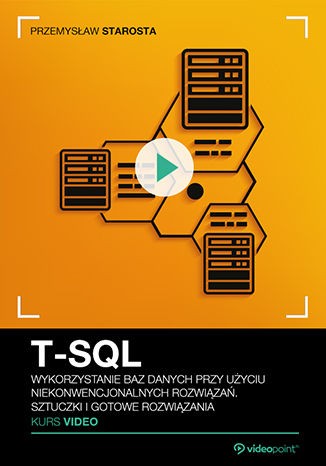 PRZEMYSŁAW STAROSTA
T-SQL
WYKORZYSTANIE BAZ DANYCH PRZY UŻYCIU
NIEKONWENCJONALNYCH ROZWIĄZAŃ.
SZTUCZKI I GOTOWE ROZWIĄZANIA
KURS VIDEO
videopoint